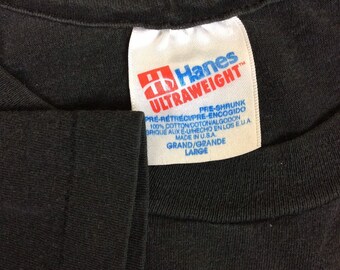 Hanes
ULTRAWEIGHT™
PRE-SHRUNK
PRÉ-RÉTRÉCI/PRE-ENCOGIDO
100% COTTON/COTON/ALGODON
FABRIQUE AUX E-U/HECHO EN LOS E.U.A.
MADE IN U.S.A.
GRAND/GRANDE
LARGE